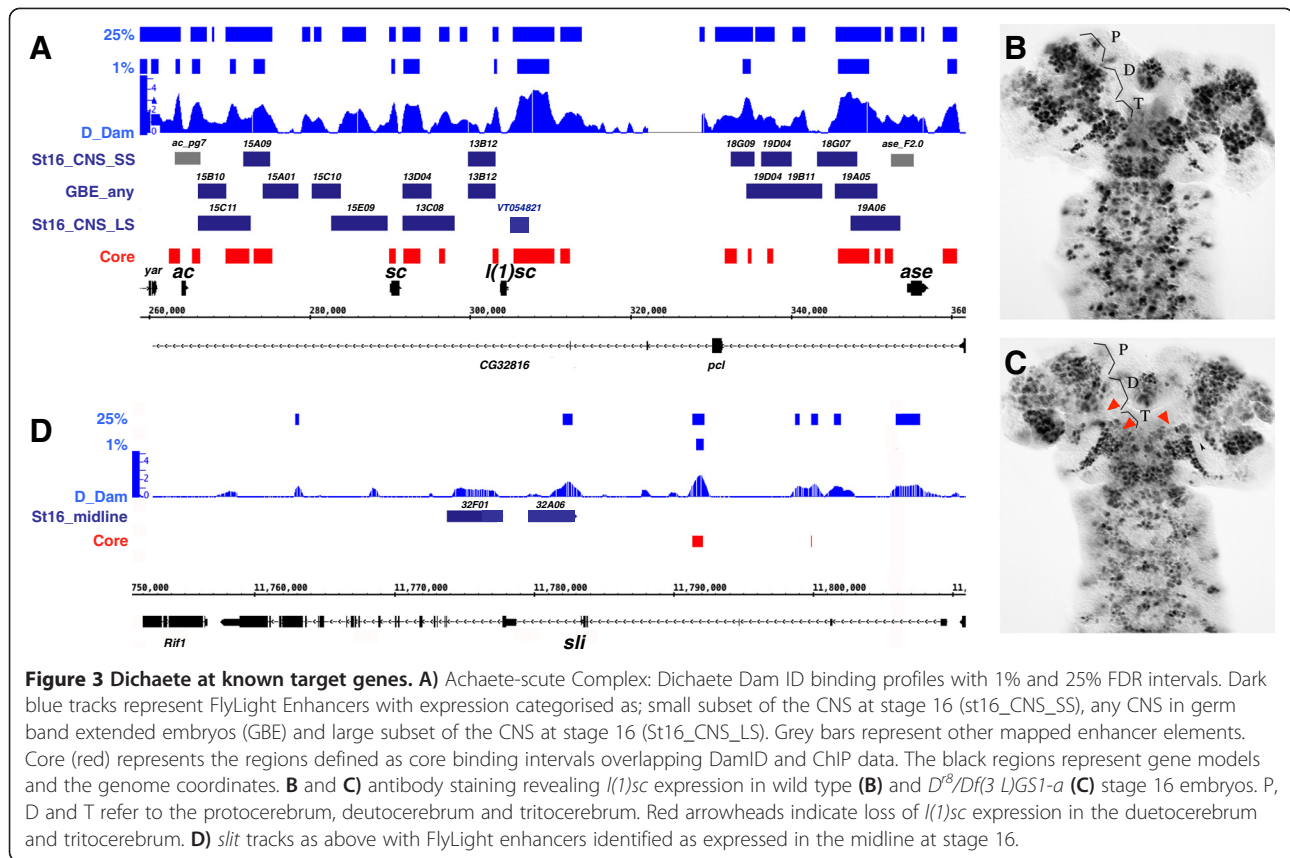 A
25%
1%
4
2
0
D_Dam
St16_CNS_SS
ac_pg7 15A09 13B12 18G09 19D04 18G07 ase_F2.0
GBE_any
15B10 15A01 15C10 13D04 13B12 19D04 19B11 19A05
St16_CNS_LS
15C11 15E09 13C08 VT054821 19A06
Core
yar ac sc l(1)sc ase
260,000 280,000 300,000 320,000 340,000 360
CG32816 pcl
B
P
D
T
C
P
D
T
D
25%
1%
4
2
0
D_Dam
St16_midline
32F01 32A06
Core
750,000 11,760,000 11,770,000 11,780,000 11,790,000 11,800,000 11,
Rif1 sli
Figure 3 Dichaete at known target genes. A) Achaete-scute Complex: Dichaete Dam ID binding profiles with 1% and 25% FDR intervals. Dark
blue tracks represent FlyLight Enhancers with expression categorised as; small subset of the CNS at stage 16 (st16_CNS_SS), any CNS in germ
band extended embryos (GBE) and large subset of the CNS at stage 16 (St16_CNS_LS). Grey bars represent other mapped enhancer elements.
Core (red) represents the regions defined as core binding intervals overlapping DamID and ChIP data. The black regions represent gene models
and the genome coordinates. B and C) antibody staining revealing l(1)sc expression in wild type (B) and D^r8/Df(3 L)GS1-a (C) stage 16 embryos. P,
D and T refer to the protocerebrum, deutocerebrum and tritocerebrum. Red arrowheads indicate loss of l(1)sc expression in the duetocerebrum
and tritocerebrum. D) slit tracks as above with FlyLight enhancers identified as expressed in the midline at stage 16.